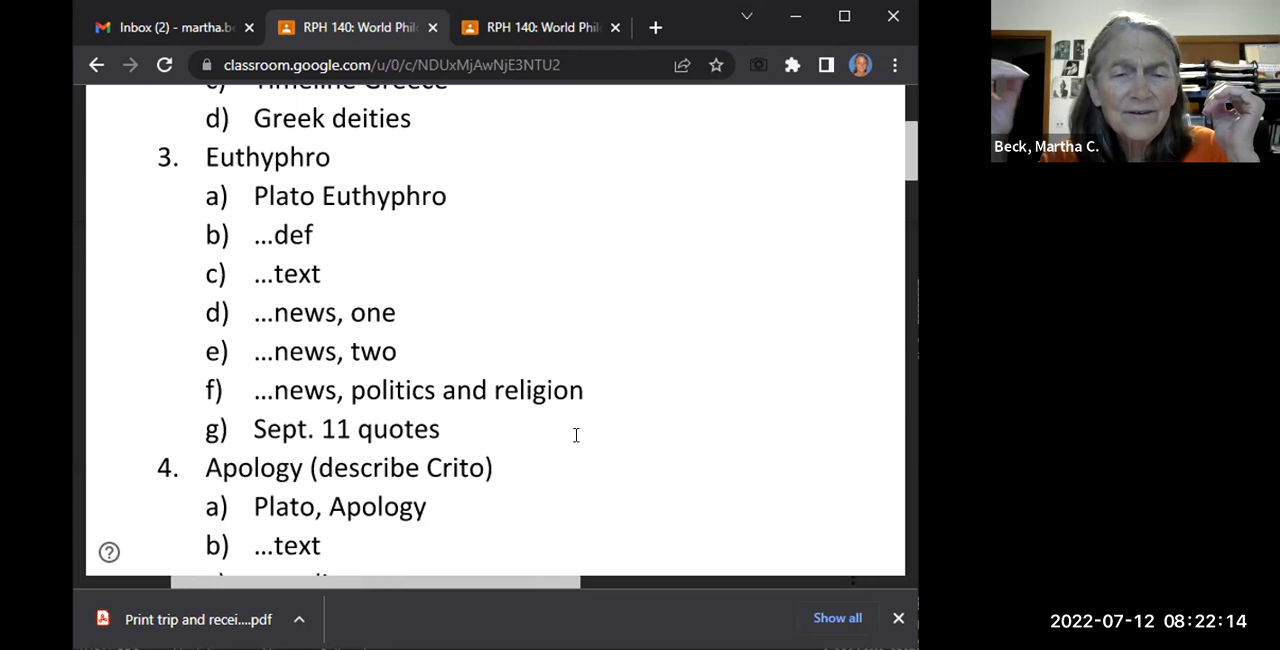 Inbox (2) - martha.be
RPH 140: World Phil
RPH 140: World Phil
classroom.google.com/u/0/c/NDUxMjAwNjE3NTU2
c) Timeline Greece
d) Greek deities
3. Euthyphro
a) Plato Euthyphro
b) ...def
c) ...text
d) ...news, one
e) ...news, two
f) ...news, politics and religion
g) Sept. 11 quotes
4. Apology (describe Crito)
a) Plato, Apology
b) ...text
Print trip and recei....pdf
Show all
Beck, Martha C.
2022-07-12 08:22:14